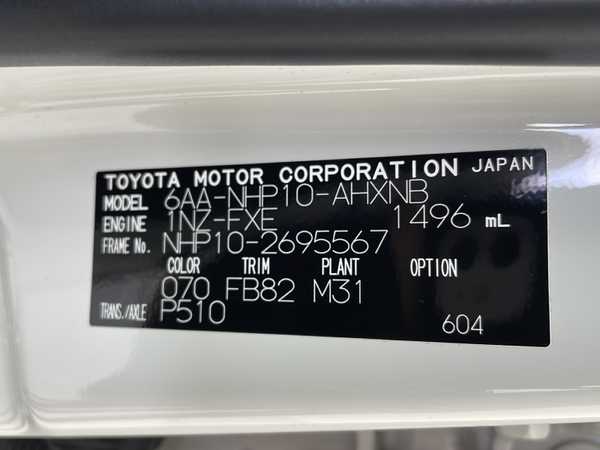 TOYOTA MOTOR CORPORATION JAPAN
MODEL 6AA-NHP10-AHXNB
ENGINE 1NZ-FXE 1496 mL
FRAME No. NHP10-2695567
COLOR TRIM PLANT OPTION
070 FB82 M31
TRANS./AXLE P510
604